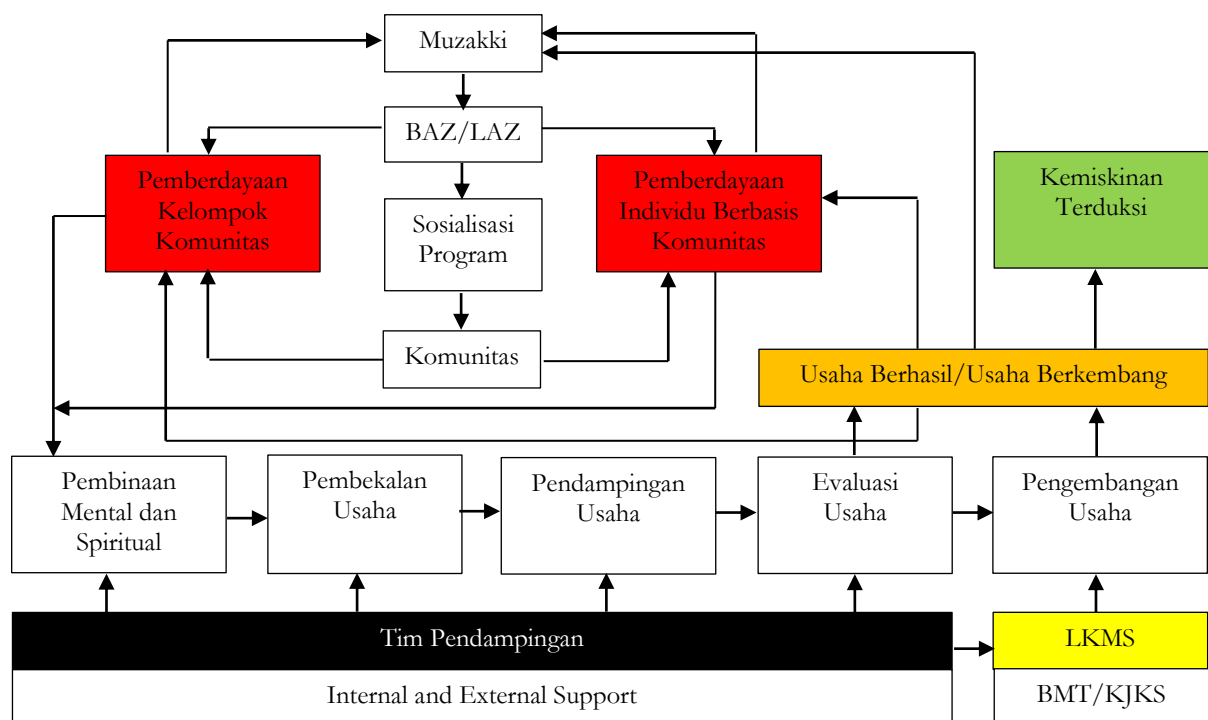 Muzakki
BAZ/LAZ
Pemberdayaan
Kelompok
Komunitas
Sosialisasi
Program
Pemberdayaan
Individu Berbasis
Komunitas
Kemiskinan
Terduksi
Komunitas
Usaha Berhasil/Usaha Berkembang
Pembinaan
Mental dan
Spiritual
Pembekalan
Usaha
Pendampingan
Usaha
Evaluasi
Usaha
Pengembangan
Usaha
Tim Pendampingan
LKMS
Internal and External Support
BMT/KJKS